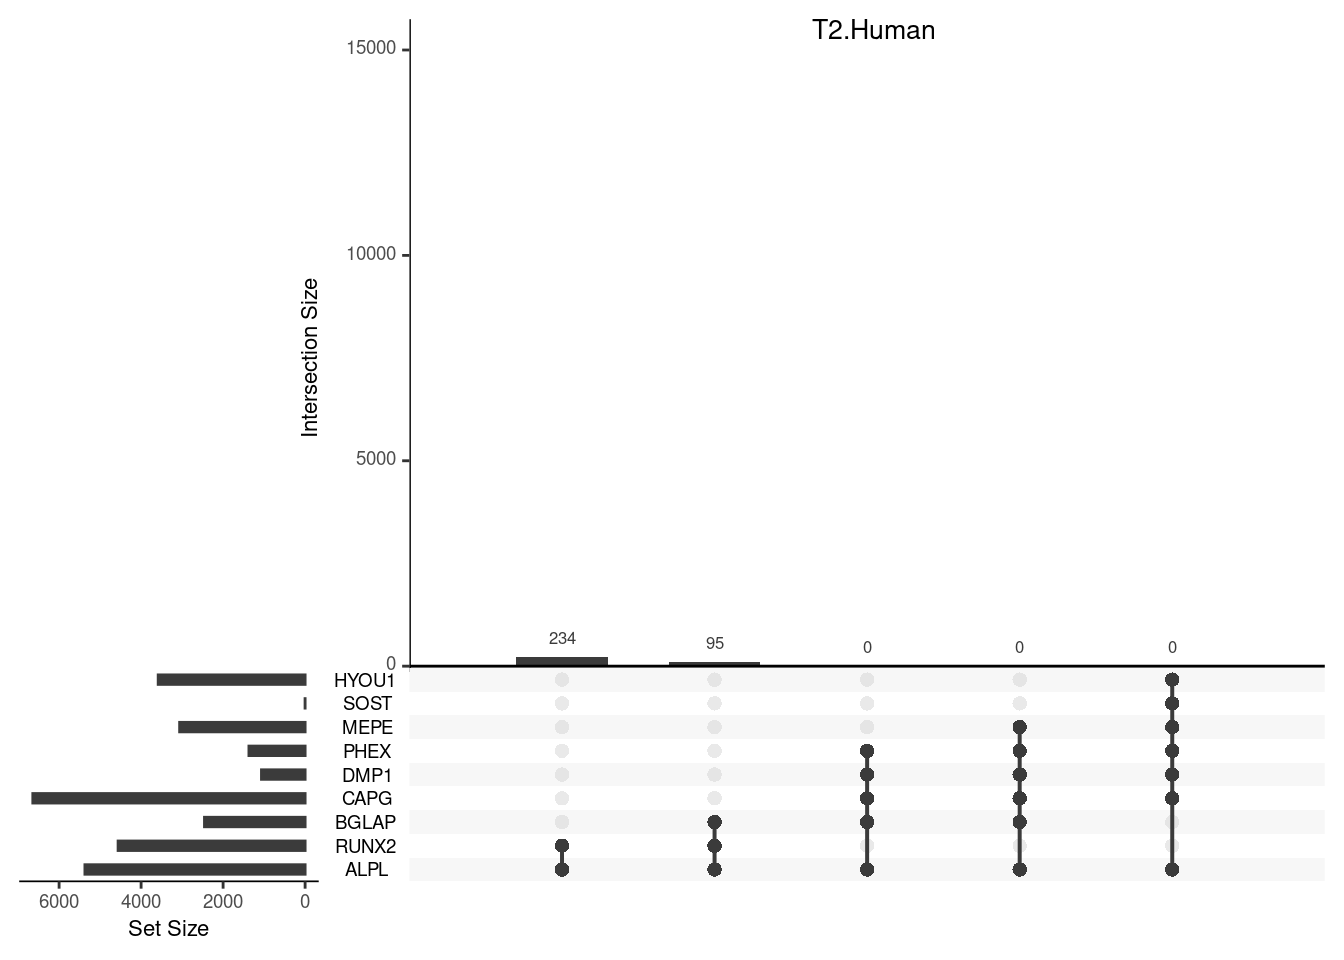 T2.Human
15000
10000
5000
0
Intersection Size
234
95
0
0
0
HYOU1
SOST
MEPE
PHEX
DMP1
CAPG
BGLAP
RUNX2
ALPL
6000 4000 2000 0
Set Size